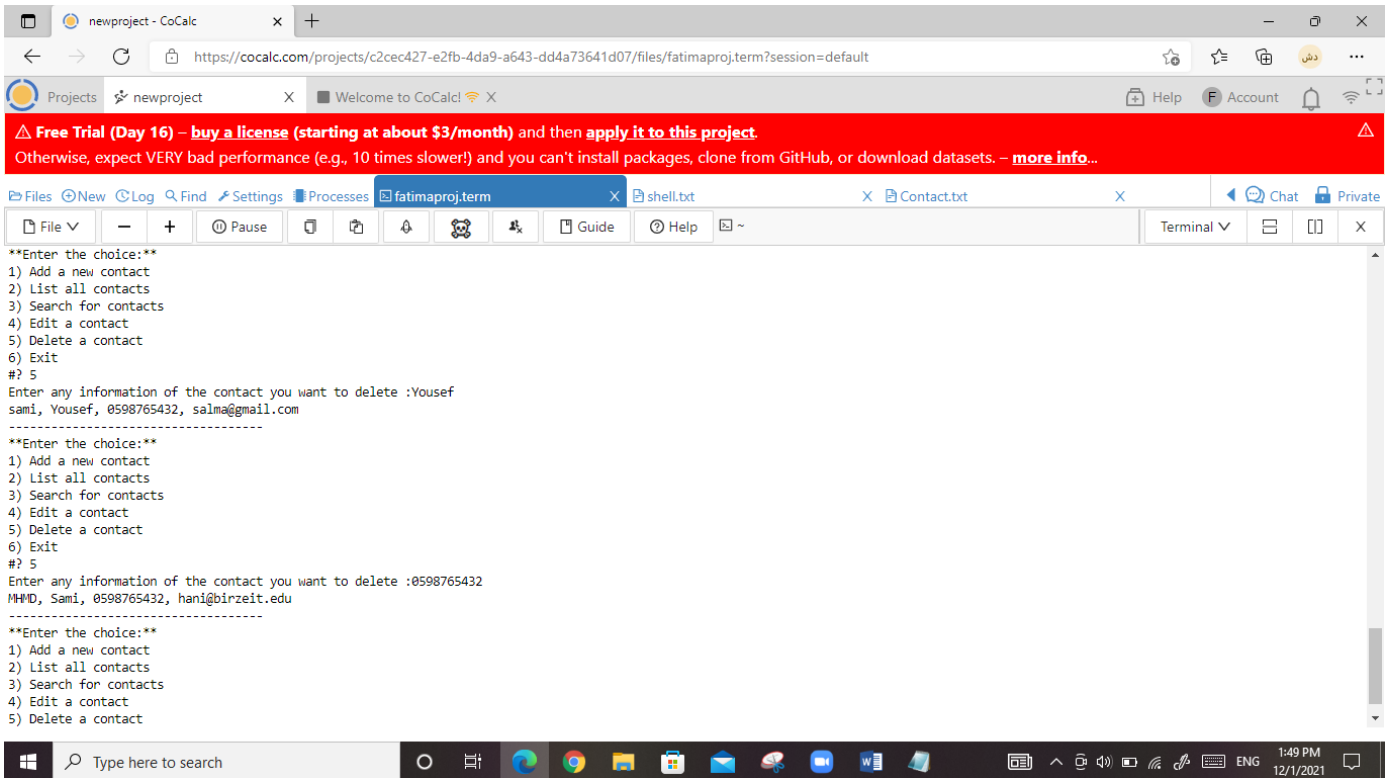 newproject - CoCalc
https://cocalc.com/projects/c2cec427-e2fb-4da9-a643-dd4a73641d07/files/fatimaproj.term?session=default
دش
Projects newproject X Welcome to CoCalc! X Help F Account
⚠ Free Trial (Day 16) – buy a license (starting at about $3/month) and then apply it to this project.
Otherwise, expect VERY bad performance (e.g., 10 times slower!) and you can't install packages, clone from GitHub, or download datasets. – more info...
Files New Log Find Settings Processes fatimaproj.term X shell.txt X Contact.txt X Chat Private
File Pause Guide Help ~ Terminal X
**Enter the choice:**
1) Add a new contact
2) List all contacts
3) Search for contacts
4) Edit a contact
5) Delete a contact
6) Exit
#? 5
Enter any information of the contact you want to delete :Yousef
sami, Yousef, 0598765432, salma@gmail.com
------------------------------------
**Enter the choice:**
1) Add a new contact
2) List all contacts
3) Search for contacts
4) Edit a contact
5) Delete a contact
6) Exit
#? 5
Enter any information of the contact you want to delete :0598765432
MHMD, Sami, 0598765432, hani@birzeit.edu
------------------------------------
**Enter the choice:**
1) Add a new contact
2) List all contacts
3) Search for contacts
4) Edit a contact
5) Delete a contact
Type here to search ENG 1:49 PM
12/1/2021